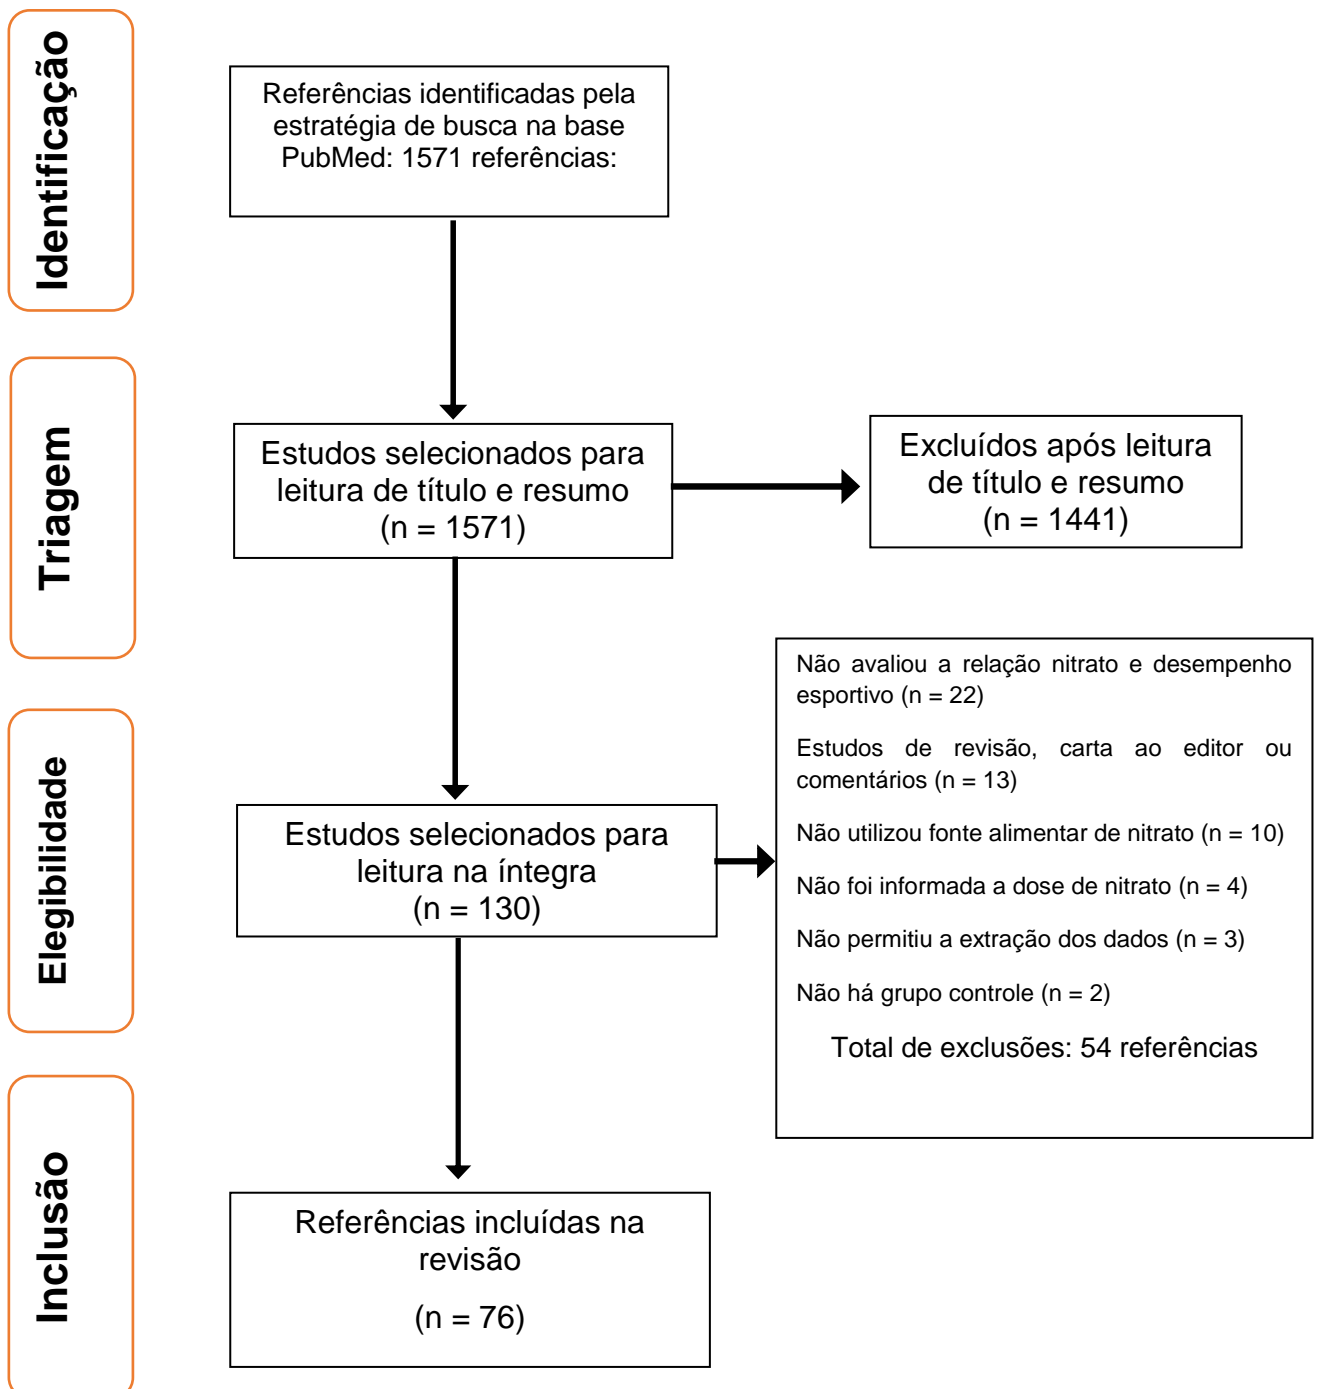 Identificação
Referências identificadas pela
estratégia de busca na base
PubMed: 1571 referências:
Triagem
Estudos selecionados para
leitura de título e resumo
(n = 1571)
Excluídos após leitura
de título e resumo
(n = 1441)
Elegibilidade
Estudos selecionados para
leitura na íntegra
(n = 130)
Não avaliou a relação nitrato e desempenho
esportivo (n = 22)
Estudos de revisão, carta ao editor ou
comentários (n = 13)
Não utilizou fonte alimentar de nitrato (n = 10)
Não foi informada a dose de nitrato (n = 4)
Não permitiu a extração dos dados (n = 3)
Não há grupo controle (n = 2)
Total de exclusões: 54 referências
Inclusão
Referências incluídas na
revisão
(n = 76)